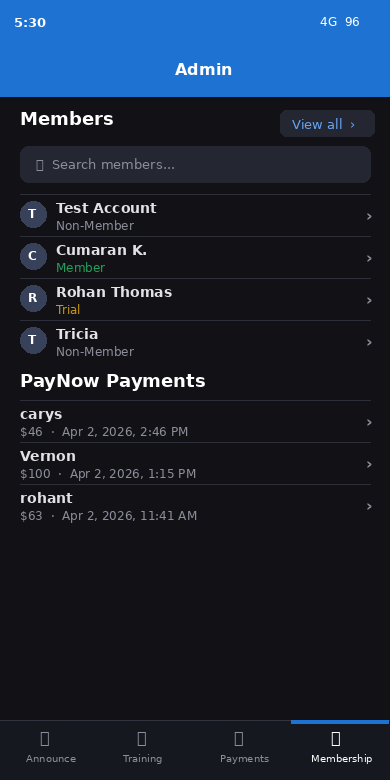 5:30 4G 96
Admin
Members
View all ›
Search members...
T Test Account ›
Non-Member
C Cumaran K. ›
Member
R Rohan Thomas ›
Trial
T Tricia ›
Non-Member
PayNow Payments
carys ›
$46 · Apr 2, 2026, 2:46 PM
Vernon ›
$100 · Apr 2, 2026, 1:15 PM
rohant ›
$63 · Apr 2, 2026, 11:41 AM
Announce Training Payments Membership